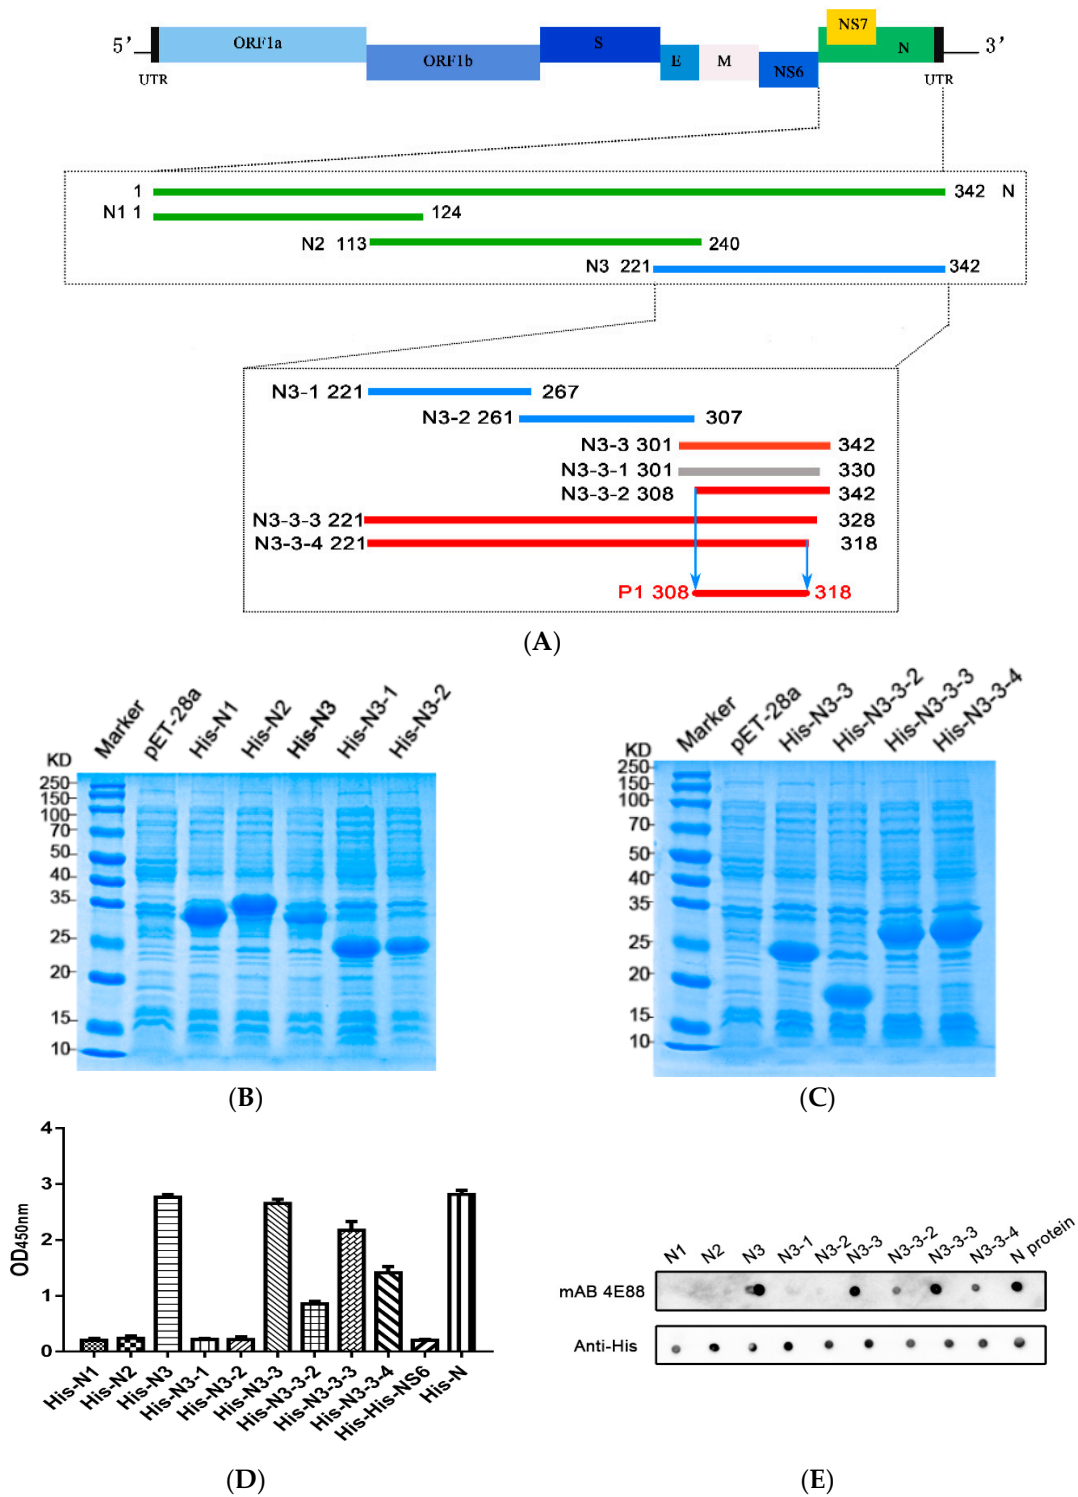 5' ORF1a ORF1b S E M NS6 NS7 N 3'
UTR UTR
1 342 N
N1 1 124
N2 113 240
N3 221 342
N3-1 221 267
N3-2 261 307
N3-3 301 342
N3-3-1 301 330
N3-3-2 308 342
N3-3-3 221 328
N3-3-4 221 318
P1 308 318
(A)
KD Marker pET-28a His-N1 His-N2 His-N3 His-N3-1 His-N3-2
250
150
100
70
50
40
35
25
20
15
10
(B)
KD Marker pET-28a His-N3-3 His-N3-3-2 His-N3-3-3 His-N3-3-4
250
150
100
70
50
40
35
25
20
15
10
(C)
OD450nm
4
3
2
1
0
His-N1 His-N2 His-N3 His-N3-1 His-N3-2 His-N3-3 His-N3-3-2 His-N3-3-3 His-N3-3-4 His-His-NS6 His-N
(D)
N1 N2 N3 N3-1 N3-2 N3-3 N3-3-2 N3-3-3 N3-3-4 N protein
mAB 4E88
Anti-His
(E)